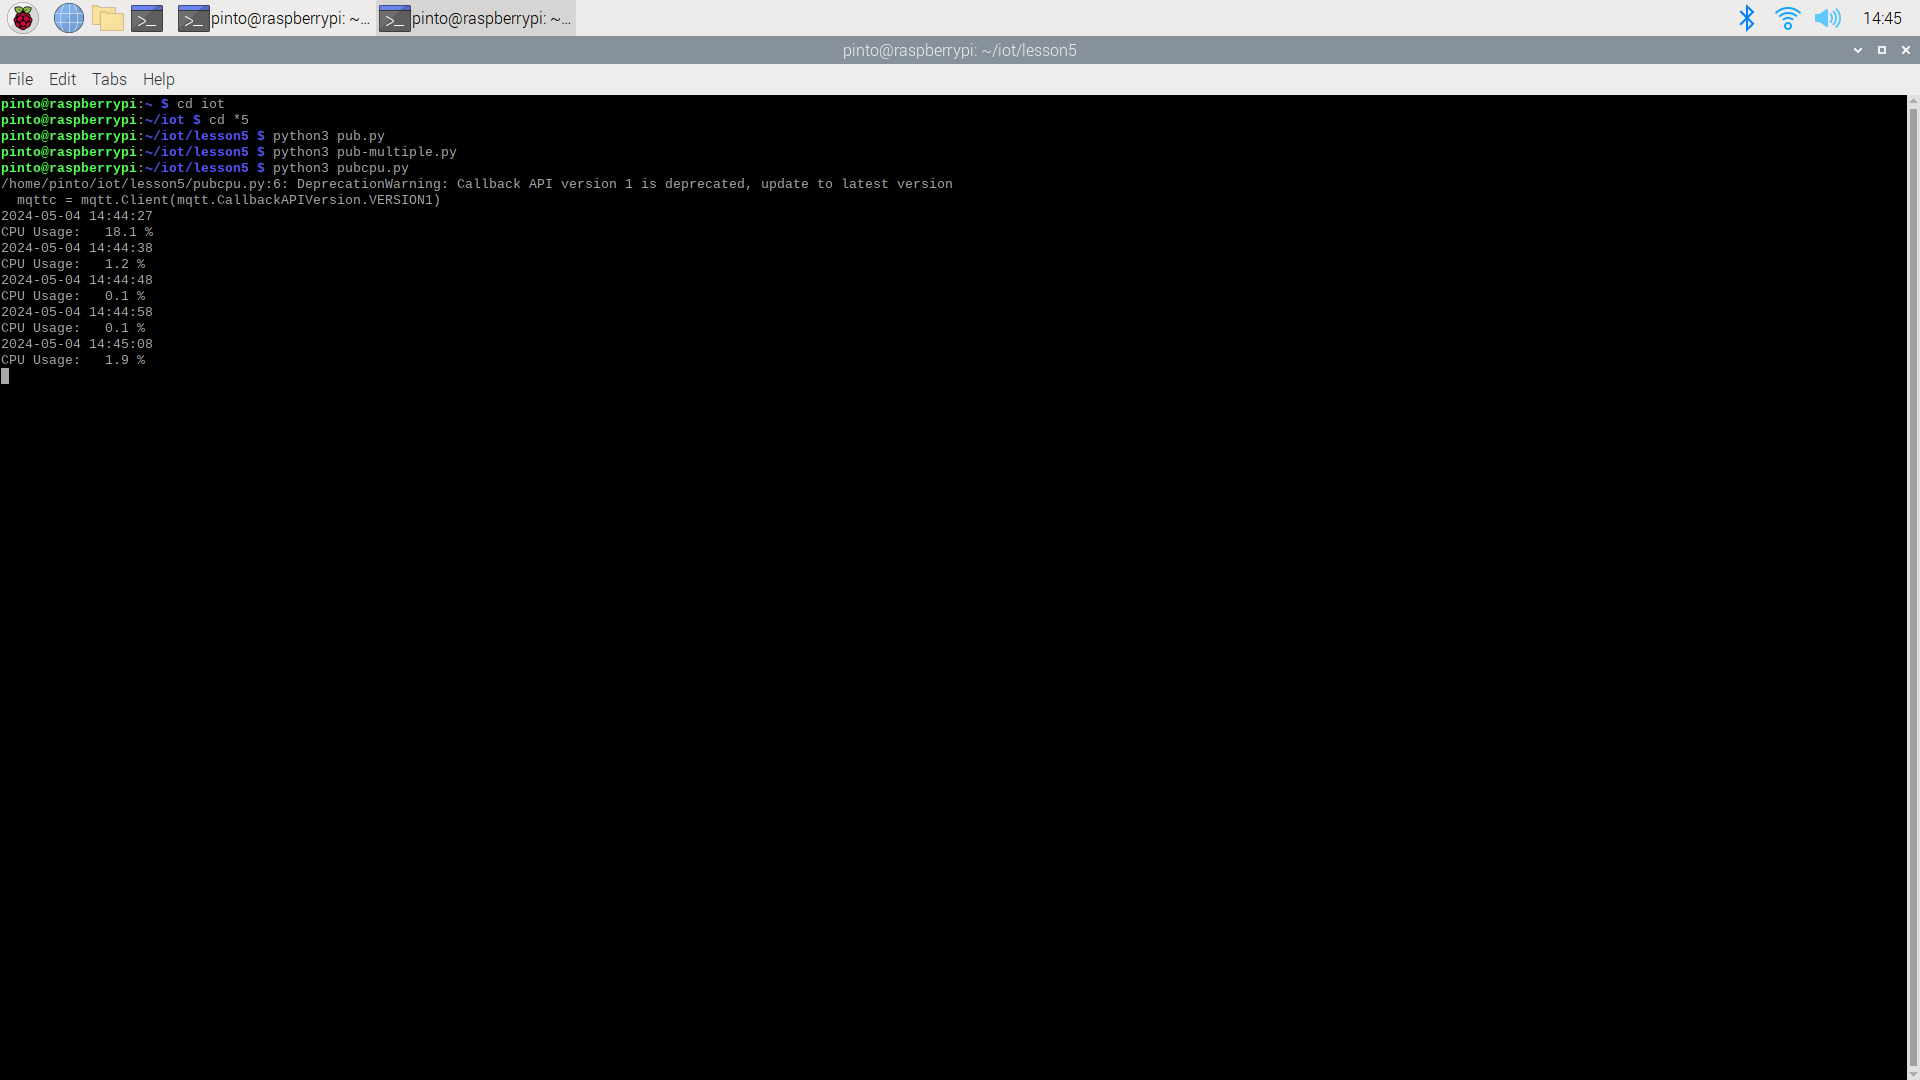 pinto@raspberrypi: ~... pinto@raspberrypi: ~... 14:45
pinto@raspberrypi: ~/iot/lesson5
File Edit Tabs Help
pinto@raspberrypi:~ $ cd iot
pinto@raspberrypi:~/iot $ cd *5
pinto@raspberrypi:~/iot/lesson5 $ python3 pub.py
pinto@raspberrypi:~/iot/lesson5 $ python3 pub-multiple.py
pinto@raspberrypi:~/iot/lesson5 $ python3 pubcpu.py
/home/pinto/iot/lesson5/pubcpu.py:6: DeprecationWarning: Callback API version 1 is deprecated, update to latest version
  mqttc = mqtt.Client(mqtt.CallbackAPIVersion.VERSION1)
2024-05-04 14:44:27
CPU Usage:   18.1 %
2024-05-04 14:44:38
CPU Usage:   1.2 %
2024-05-04 14:44:48
CPU Usage:   0.1 %
2024-05-04 14:44:58
CPU Usage:   0.1 %
2024-05-04 14:45:08
CPU Usage:   1.9 %